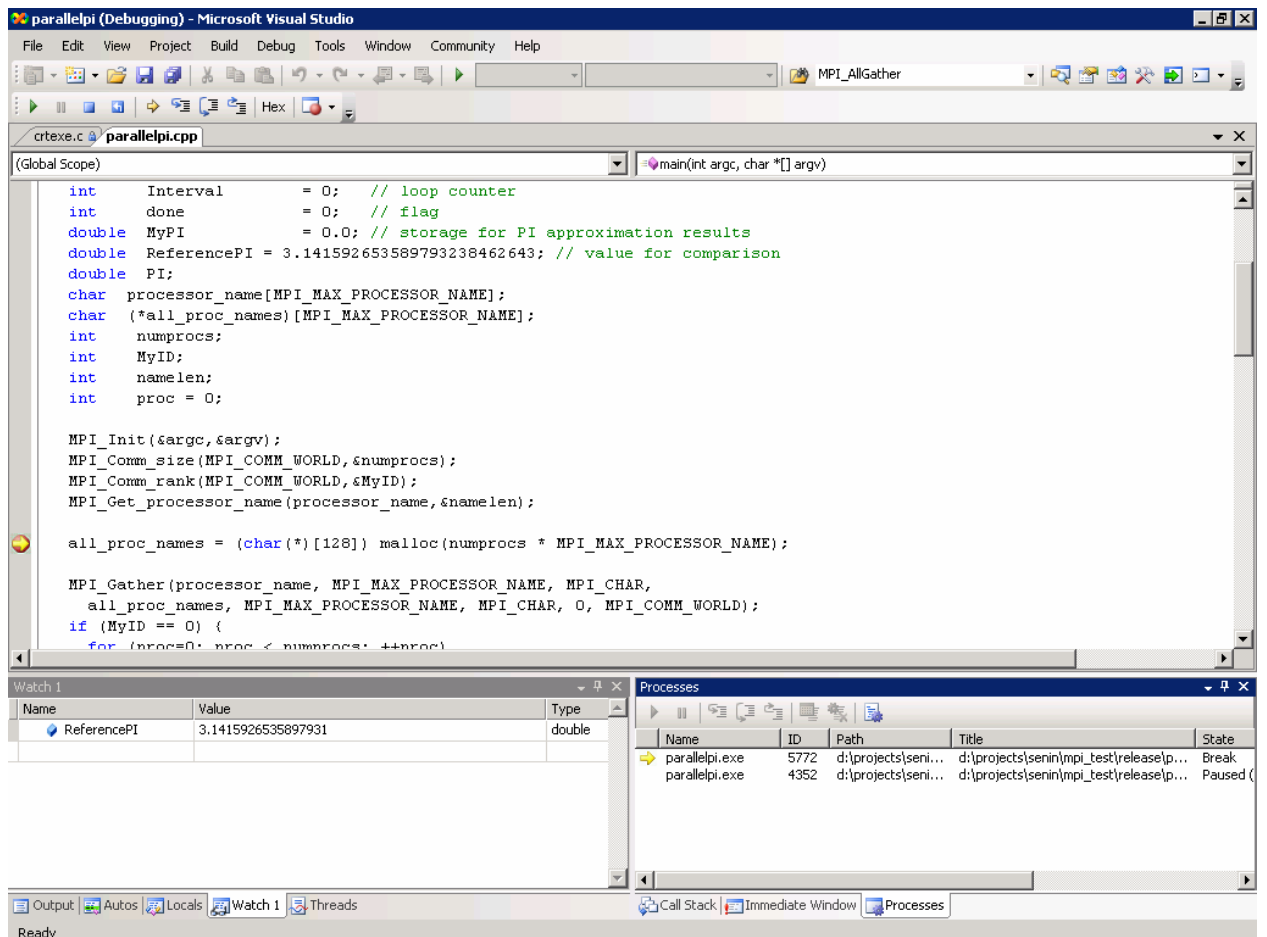 parallelpi (Debugging) - Microsoft Visual Studio
File Edit View Project Build Debug Tools Window Community Help
MPI_AllGather
Hex
crtexe.c parallelpi.cpp
(Global Scope) main(int argc, char *[] argv)
int Interval = 0; // loop counter
int done = 0; // flag
double MyPI = 0.0; // storage for PI approximation results
double ReferencePI = 3.141592653589793238462643; // value for comparison
double PI;
char processor_name[MPI_MAX_PROCESSOR_NAME];
char (*all_proc_names)[MPI_MAX_PROCESSOR_NAME];
int numprocs;
int MyID;
int namelen;
int proc = 0;
MPI_Init(&argc,&argv);
MPI_Comm_size(MPI_COMM_WORLD,&numprocs);
MPI_Comm_rank(MPI_COMM_WORLD,&MyID);
MPI_Get_processor_name(processor_name,&namelen);
all_proc_names = (char(*)[128]) malloc(numprocs * MPI_MAX_PROCESSOR_NAME);
MPI_Gather(processor_name, MPI_MAX_PROCESSOR_NAME, MPI_CHAR,
all_proc_names, MPI_MAX_PROCESSOR_NAME, MPI_CHAR, 0, MPI_COMM_WORLD);
if (MyID == 0) {
for (proc=0; proc < numprocs; ++proc)
Watch 1
Name Value Type
ReferencePI 3.1415926535897931 double
Processes
Name ID Path Title State
parallelpi.exe 5772 d:\projects\seni... d:\projects\senin\mpi_test\release\p... Break
parallelpi.exe 4352 d:\projects\seni... d:\projects\senin\mpi_test\release\p... Paused (
Output Autos Locals Watch 1 Threads
Call Stack Immediate Window Processes
Ready